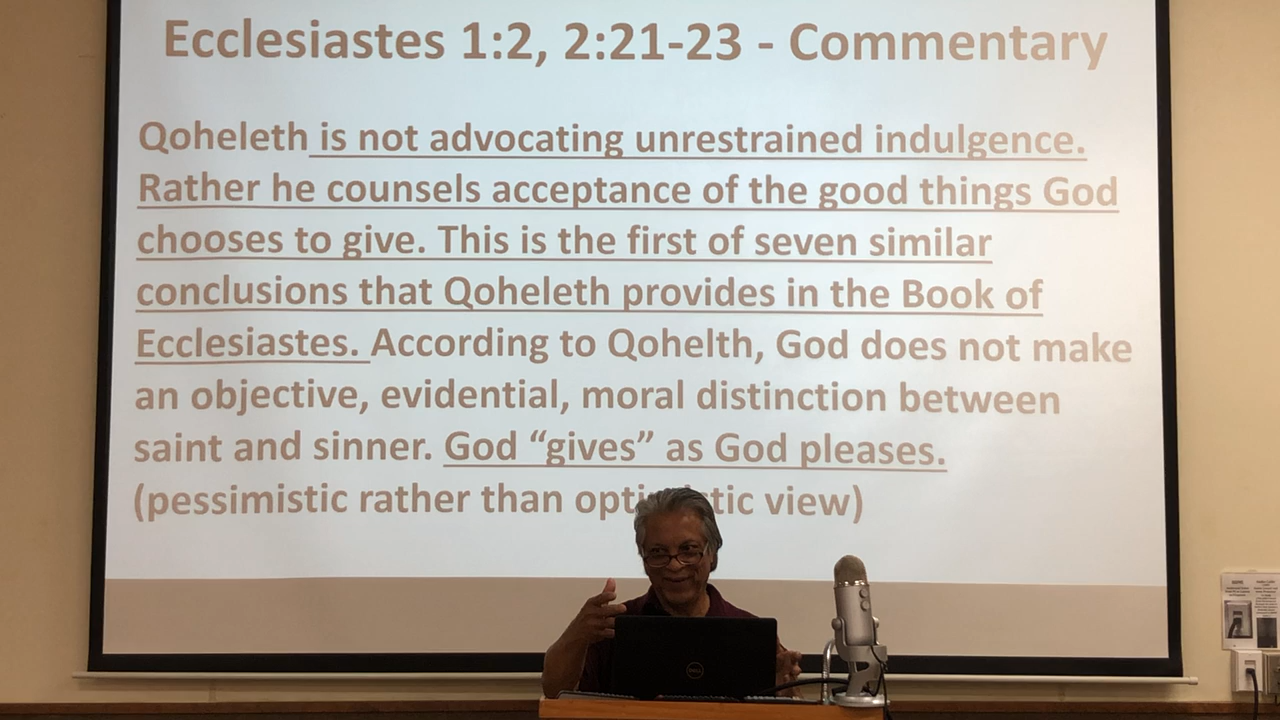 Ecclesiastes 1:2, 2:21-23 - Commentary
Qoheleth is not advocating unrestrained indulgence.
Rather he counsels acceptance of the good things God
chooses to give. This is the first of seven similar
conclusions that Qoheleth provides in the Book of
Ecclesiastes. According to Qohelth, God does not make
an objective, evidential, moral distinction between
saint and sinner. God “gives” as God pleases.
(pessimistic rather than view)
DELL